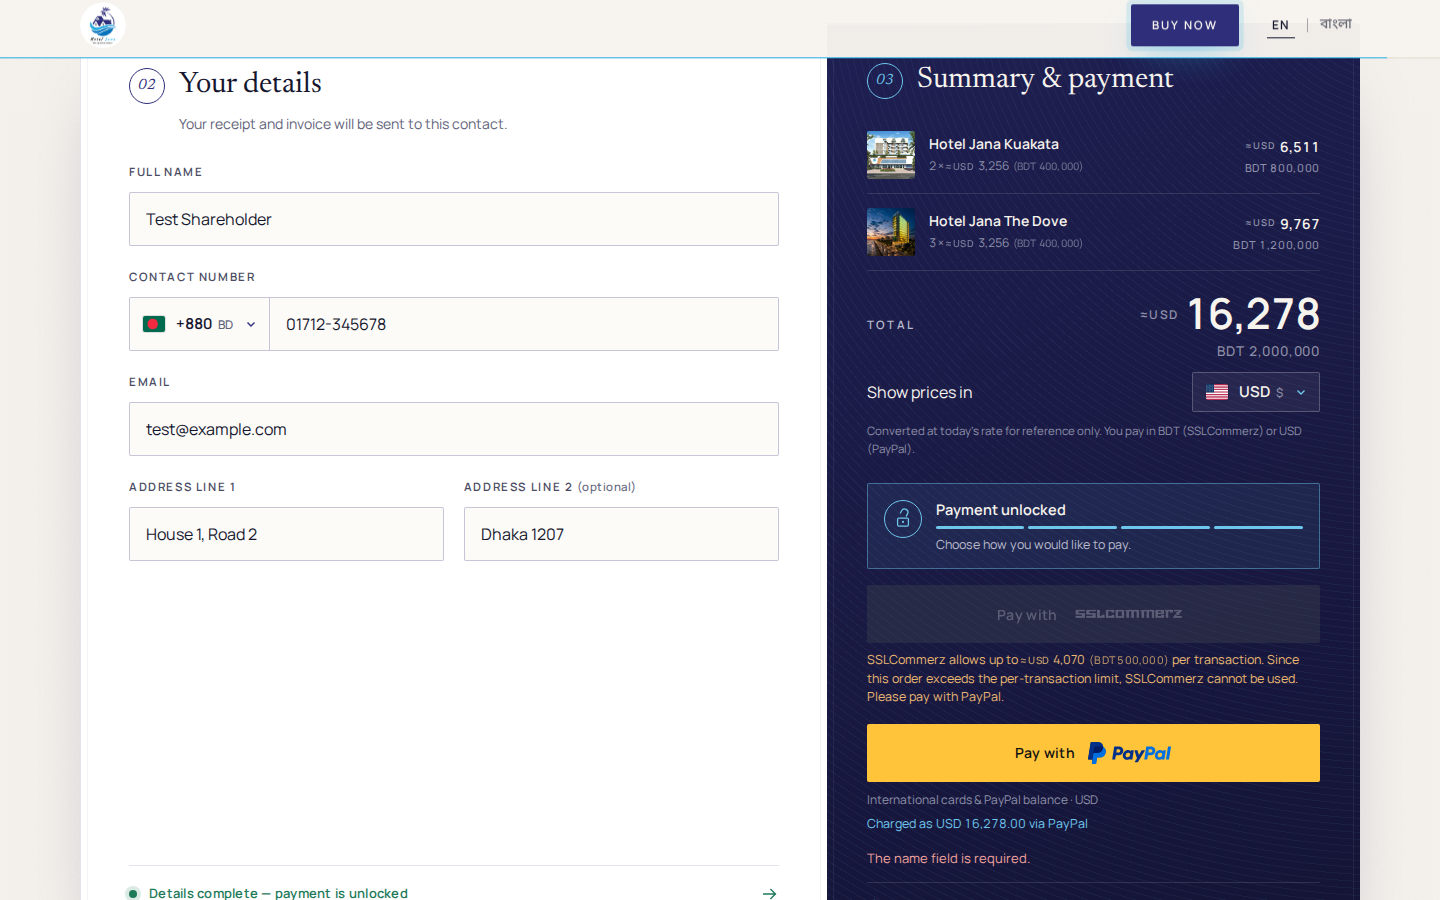 Hotel Jana
BUY NOW
EN
বাংলা
02
Your details
Your receipt and invoice will be sent to this contact.
FULL NAME
Test Shareholder
CONTACT NUMBER
+880 BD
01712-345678
EMAIL
test@example.com
ADDRESS LINE 1
House 1, Road 2
ADDRESS LINE 2 (optional)
Dhaka 1207
Details complete — payment is unlocked
03
Summary & payment
Hotel Jana Kuakata
2 × ≈USD 3,256 (BDT 400,000)
≈USD 6,511
BDT 800,000
Hotel Jana The Dove
3 × ≈USD 3,256 (BDT 400,000)
≈USD 9,767
BDT 1,200,000
TOTAL
≈USD 16,278
BDT 2,000,000
Show prices in
USD $
Converted at today's rate for reference only. You pay in BDT (SSLCommerz) or USD
(PayPal).
Payment unlocked
Choose how you would like to pay.
Pay with SSLCOMMERZ
SSLCommerz allows up to ≈USD 4,070 (BDT 500,000) per transaction. Since
this order exceeds the per-transaction limit, SSLCommerz cannot be used.
Please pay with PayPal.
Pay with PayPal
International cards & PayPal balance · USD
Charged as USD 16,278.00 via PayPal
The name field is required.